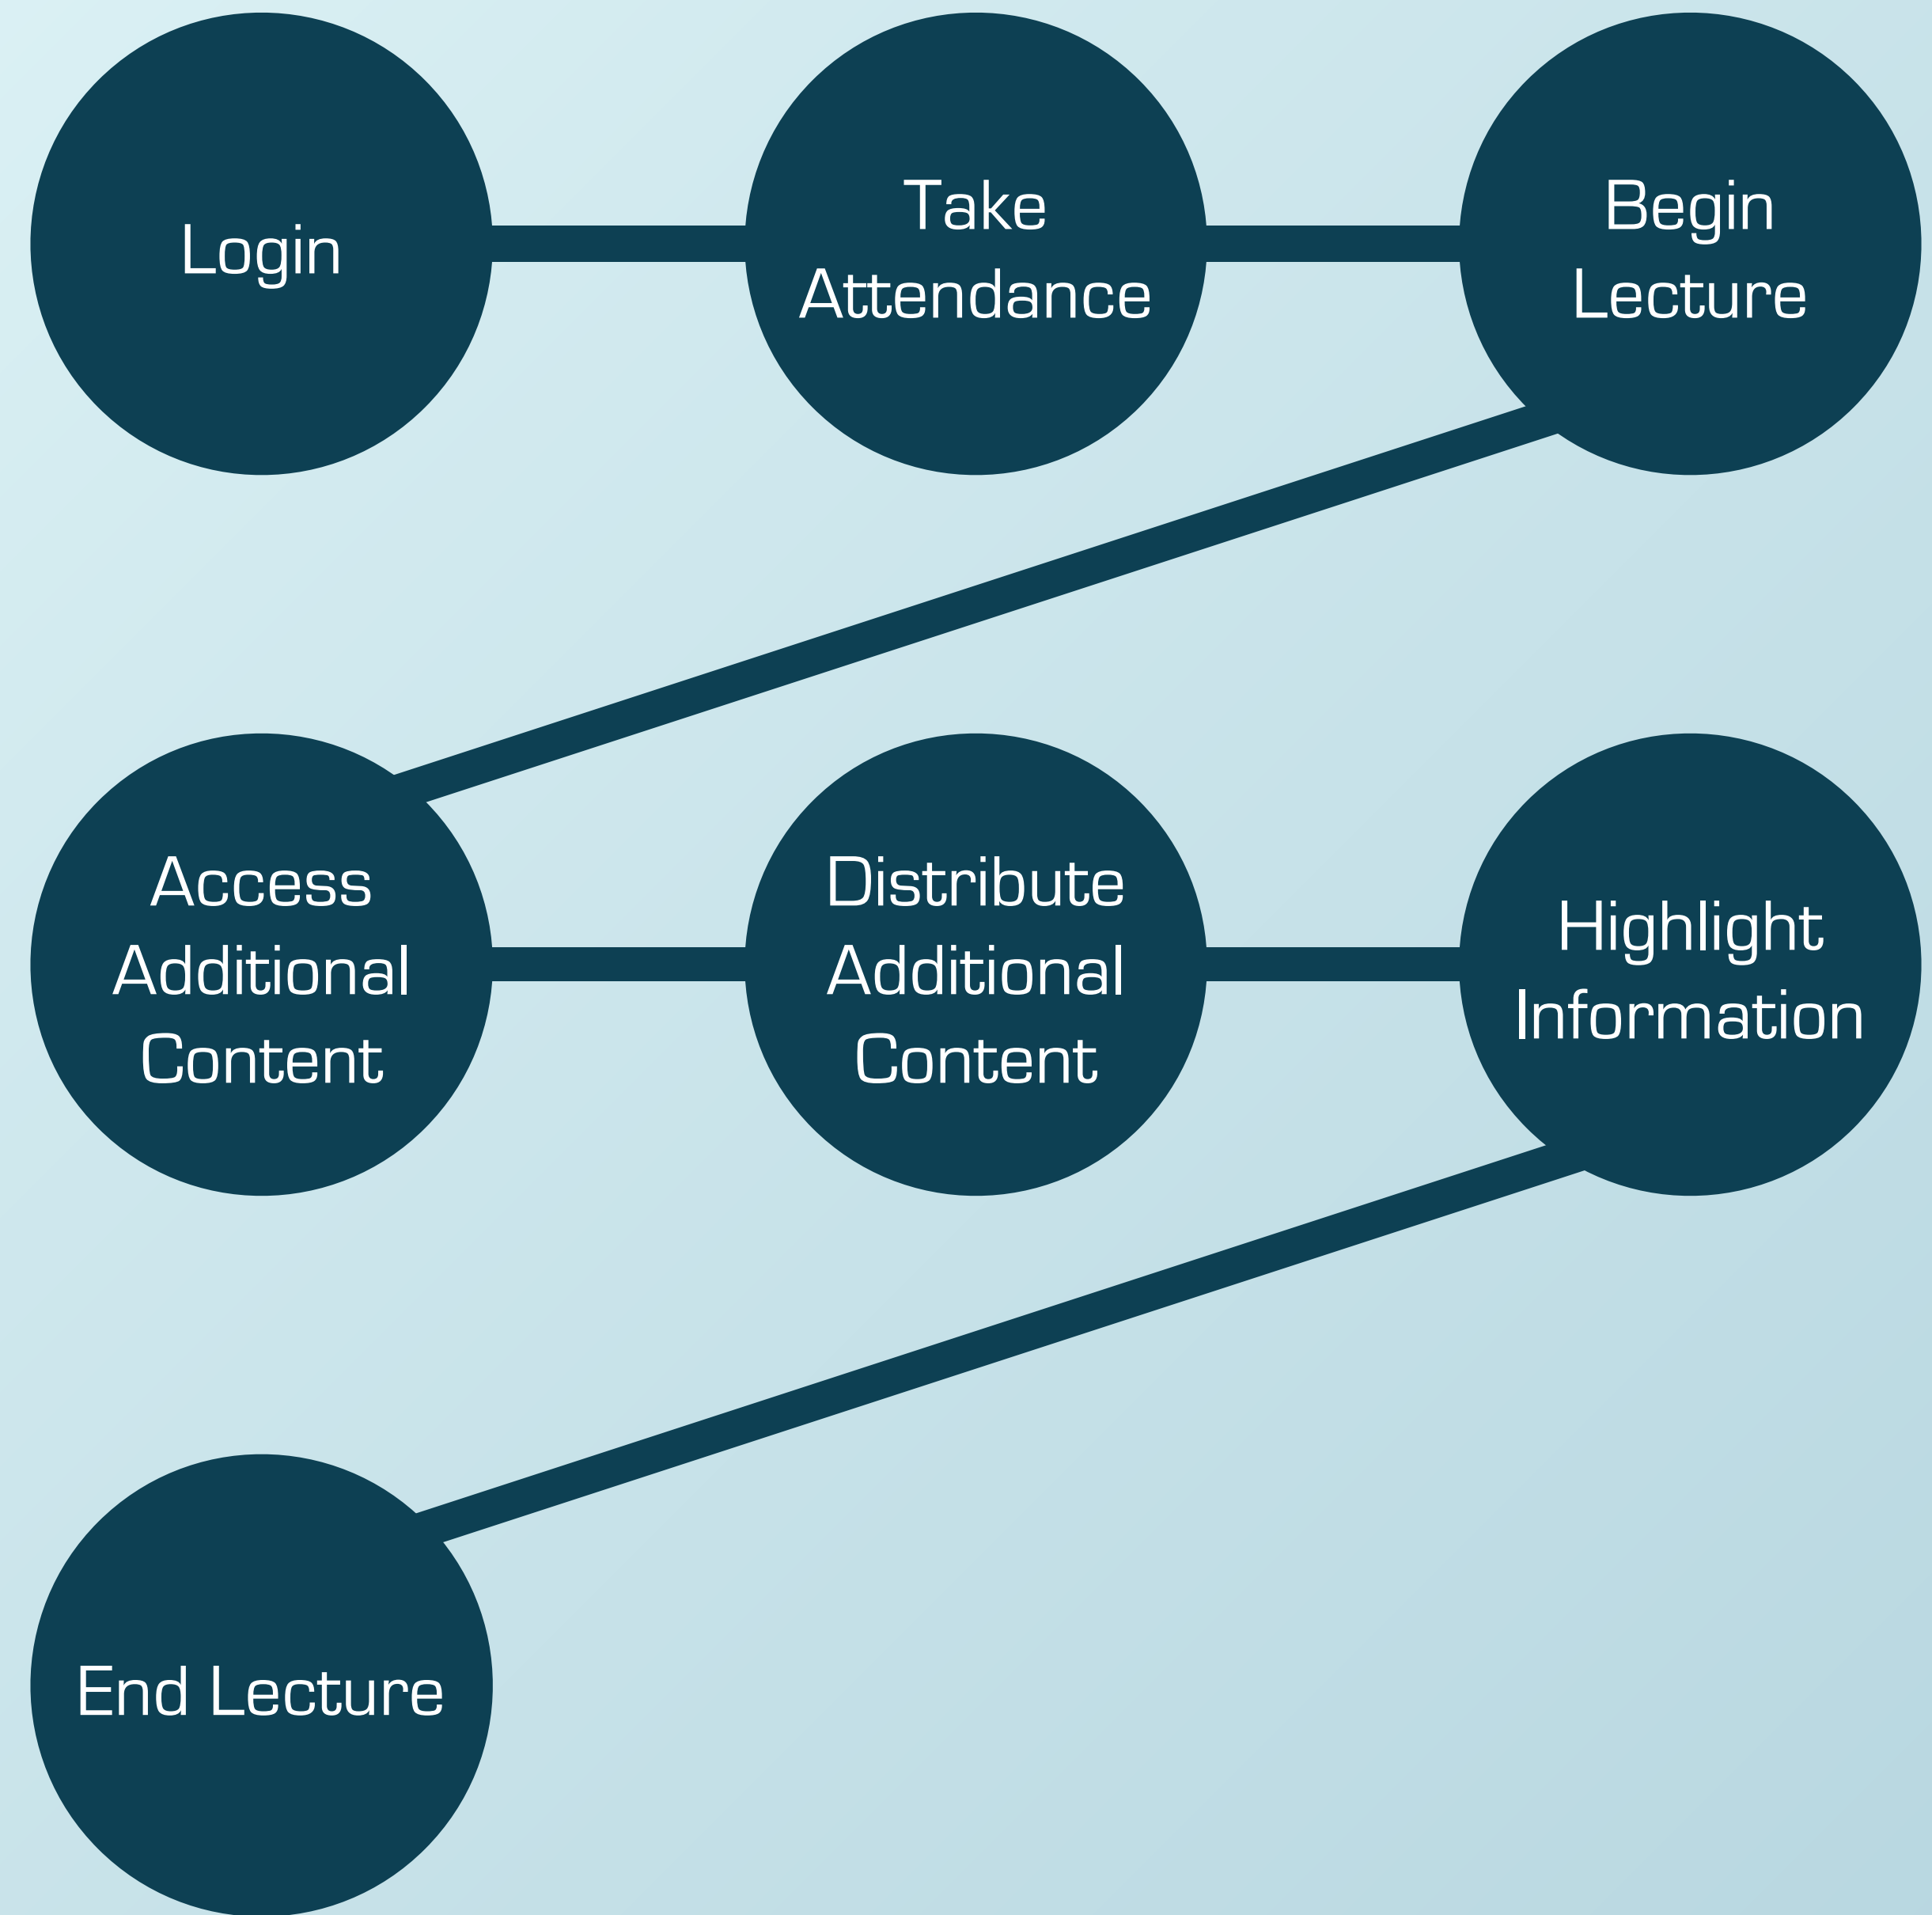 Login
Take
Attendance
Begin
Lecture
Access
Additional
Content
Distribute
Additional
Content
Highlight
Information
End Lecture